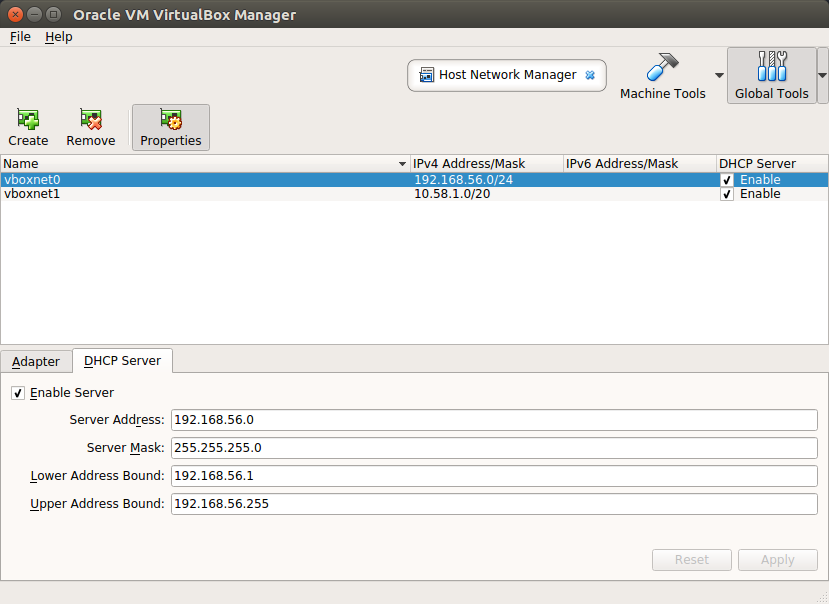 Oracle VM VirtualBox Manager
File Help
Host Network Manager
Machine Tools
Global Tools
Create Remove Properties
Name IPv4 Address/Mask IPv6 Address/Mask DHCP Server
vboxnet0 192.168.56.0/24 Enable
vboxnet1 10.58.1.0/20 Enable
Adapter DHCP Server
Enable Server
Server Address: 192.168.56.0
Server Mask: 255.255.255.0
Lower Address Bound: 192.168.56.1
Upper Address Bound: 192.168.56.255
Reset Apply